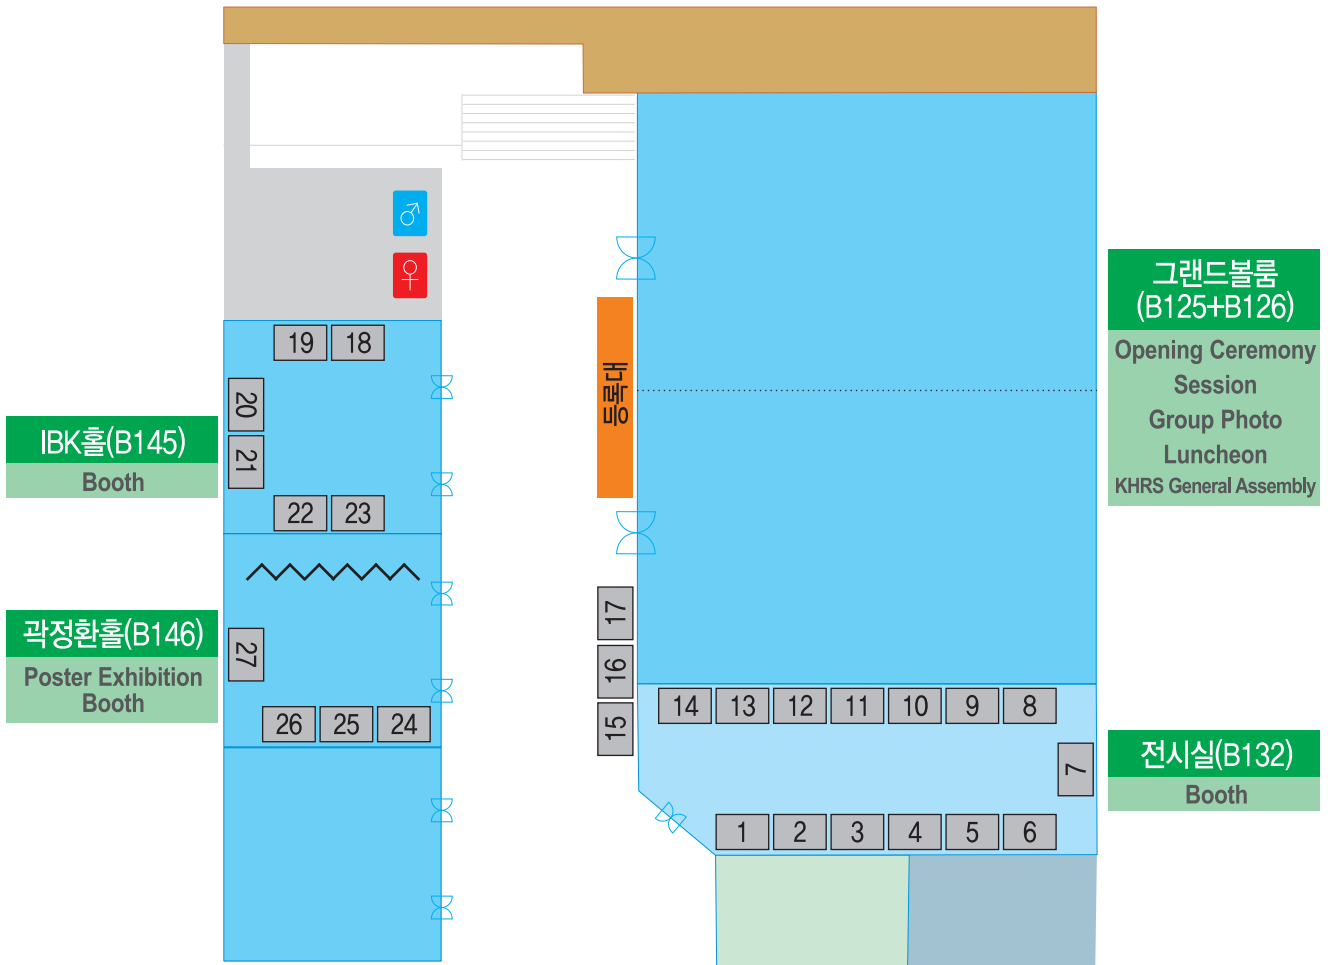 그랜드볼룸
(B125+B126)
Opening Ceremony
Session
Group Photo
Luncheon
KHRS General Assembly
등록대
19
18
20
21
22
23
IBK홀(B145)
Booth
곽정환홀(B146)
Poster Exhibition
Booth
27
26
25
24
17
16
15
14
13
12
11
10
9
8
7
1
2
3
4
5
6
전시실(B132)
Booth